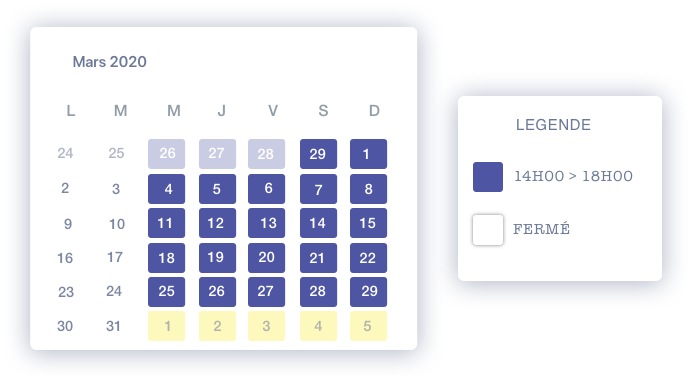 Mars 2020
L M M J V S D
24 25 26 27 28 29 1
2 3 4 5 6 7 8
9 10 11 12 13 14 15
16 17 18 19 20 21 22
23 24 25 26 27 28 29
30 31 1 2 3 4 5
LEGENDE
14H00 > 18H00
FERMÉ